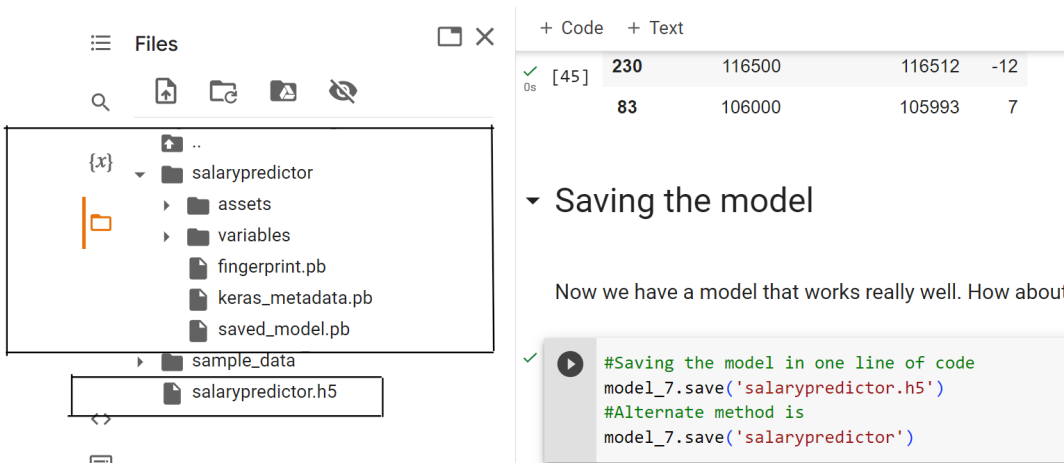 Files
..
salarypredictor
assets
variables
fingerprint.pb
keras_metadata.pb
saved_model.pb
sample_data
salarypredictor.h5
{x}
<>
+ Code + Text
[45]
0s
230 116500 116512 -12
83 106000 105993 7
Saving the model
Now we have a model that works really well. How about
#Saving the model in one line of code
model_7.save('salarypredictor.h5')
#Alternate method is
model_7.save('salarypredictor')